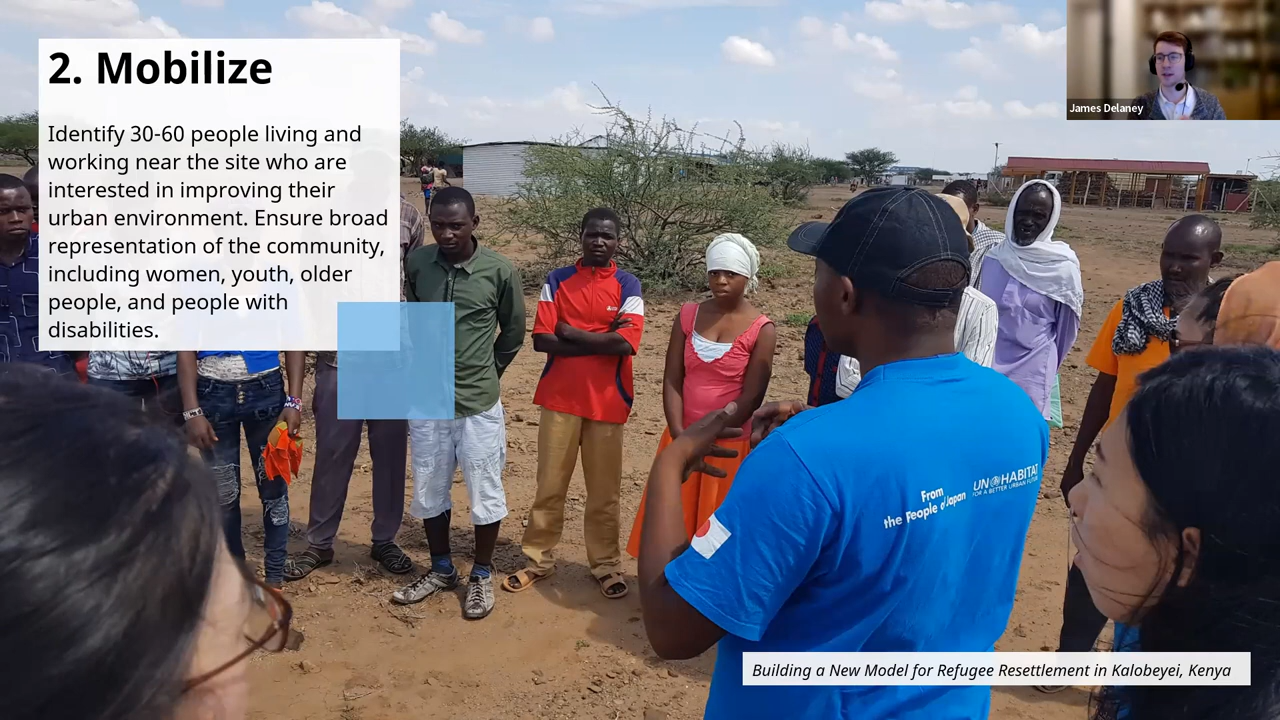 2. Mobilize
Identify 30-60 people living and
working near the site who are
interested in improving their
urban environment. Ensure broad
representation of the community,
including women, youth, older
people, and people with
disabilities.
James Delaney
From
the People of Japan
UN HABITAT
FOR A BETTER URBAN FUTURE
Building a New Model for Refugee Resettlement in Kalobeyei, Kenya